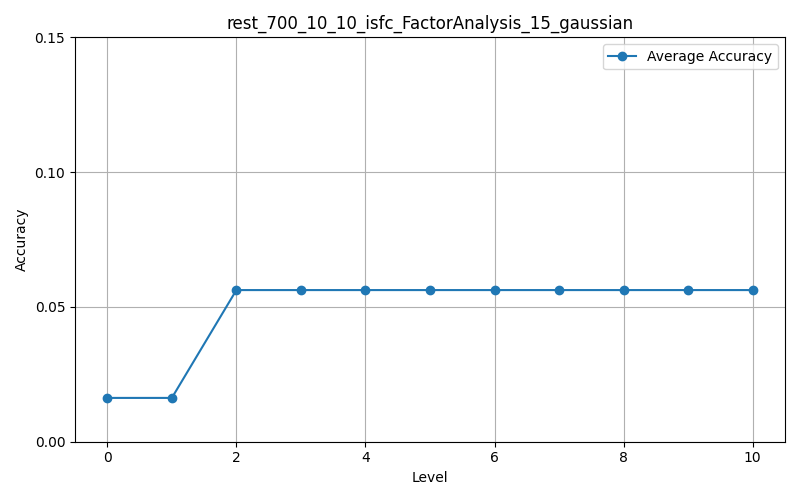 rest_700_10_10_isfc_FactorAnalysis_15_gaussian
Average Accuracy
0.15
0.10
0.05
0.00
Accuracy
0 2 4 6 8 10
Level